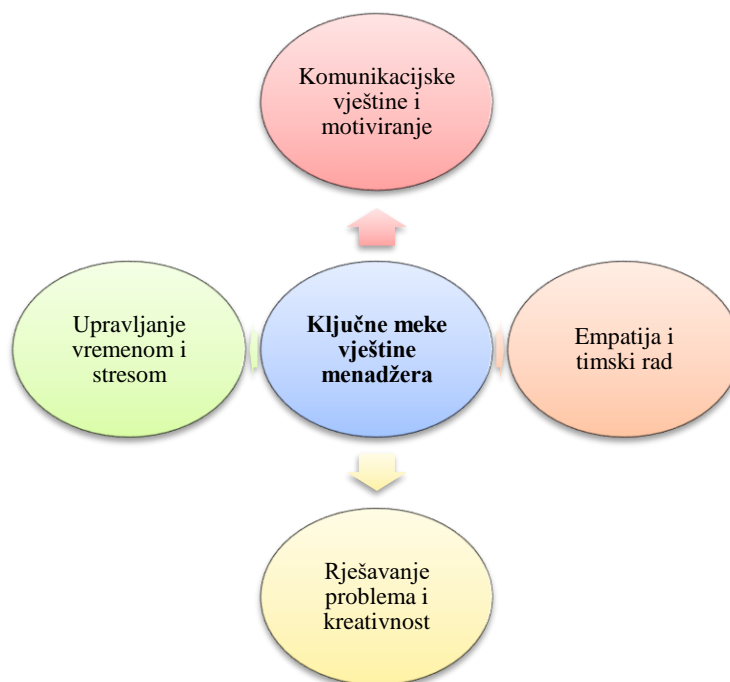 Komunikacijske
vještine i
motiviranje
Upravljanje
vremenom i
stresom
Ključne meke
vještine
menadžera
Empatija i
timski rad
Rješavanje
problema i
kreativnost